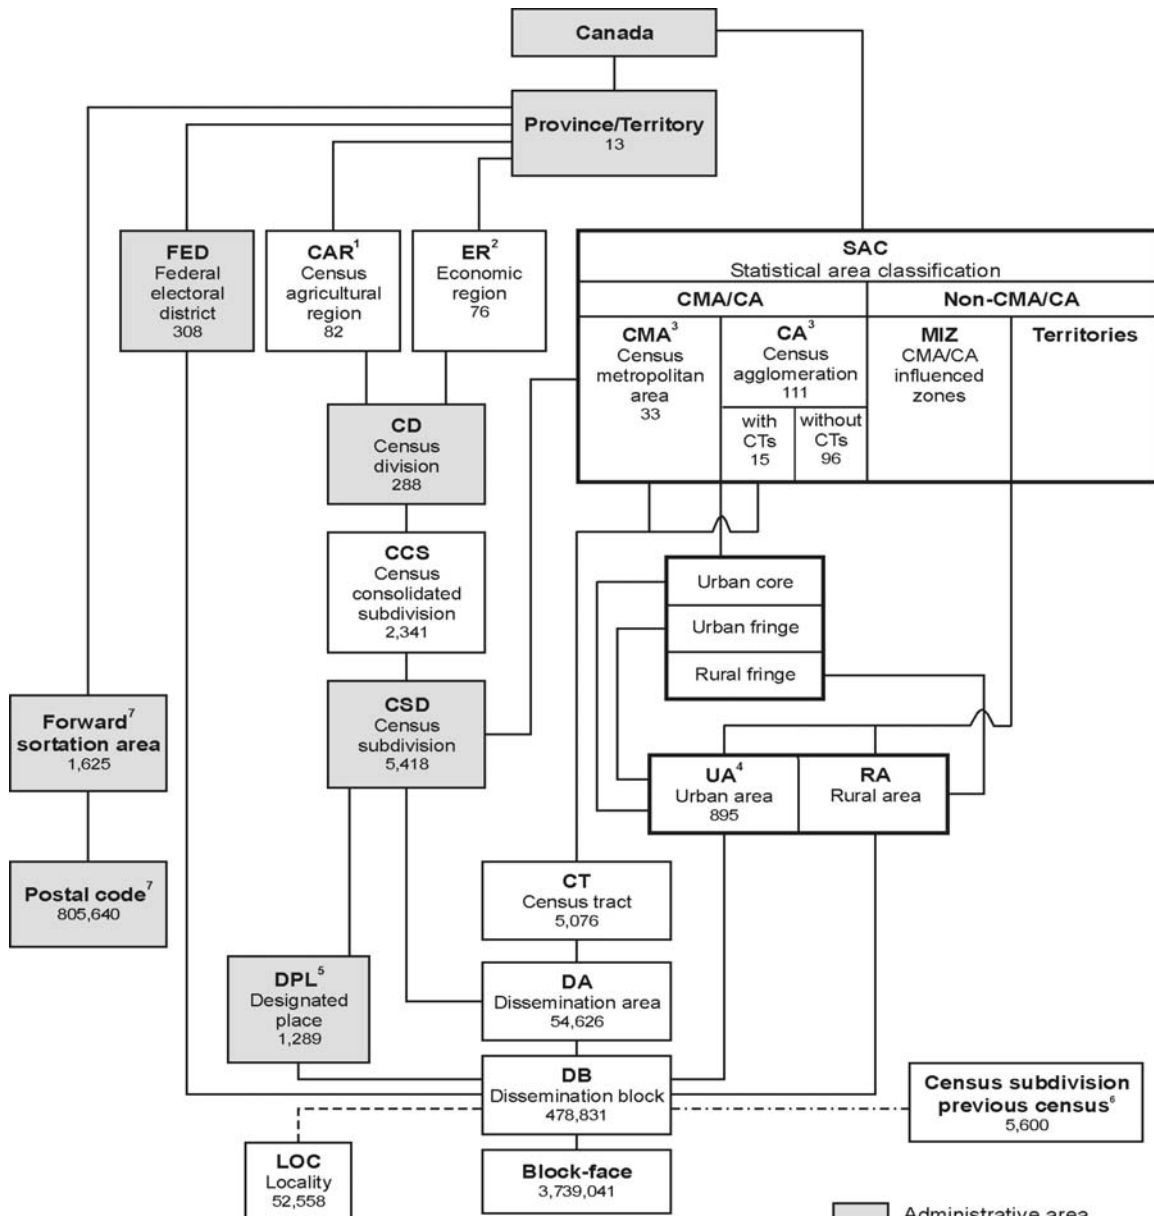 Canada
Province/Territory
13
FED
Federal
electoral
district
308
CAR1
Census
agricultural
region
82
ER2
Economic
region
76
SAC
Statistical area classification
CMA/CA
Non-CMA/CA
CMA3
Census
metropolitan
area
33
CA3
Census
agglomeration
111
with
CTs
15
without
CTs
96
MIZ
CMA/CA
influenced
zones
Territories
CD
Census
division
288
CCS
Census
consolidated
subdivision
2,341
Urban core
Urban fringe
Rural fringe
CSD
Census
subdivision
5,418
Forward7
sortation area
1,625
UA4
Urban area
895
RA
Rural area
Postal code7
805,640
CT
Census tract
5,076
DPL5
Designated
place
1,289
DA
Dissemination area
54,626
DB
Dissemination block
478,831
Census subdivision
previous census6
5,600
LOC
Locality
52,558
Block-face
3,739,041
Administrative area